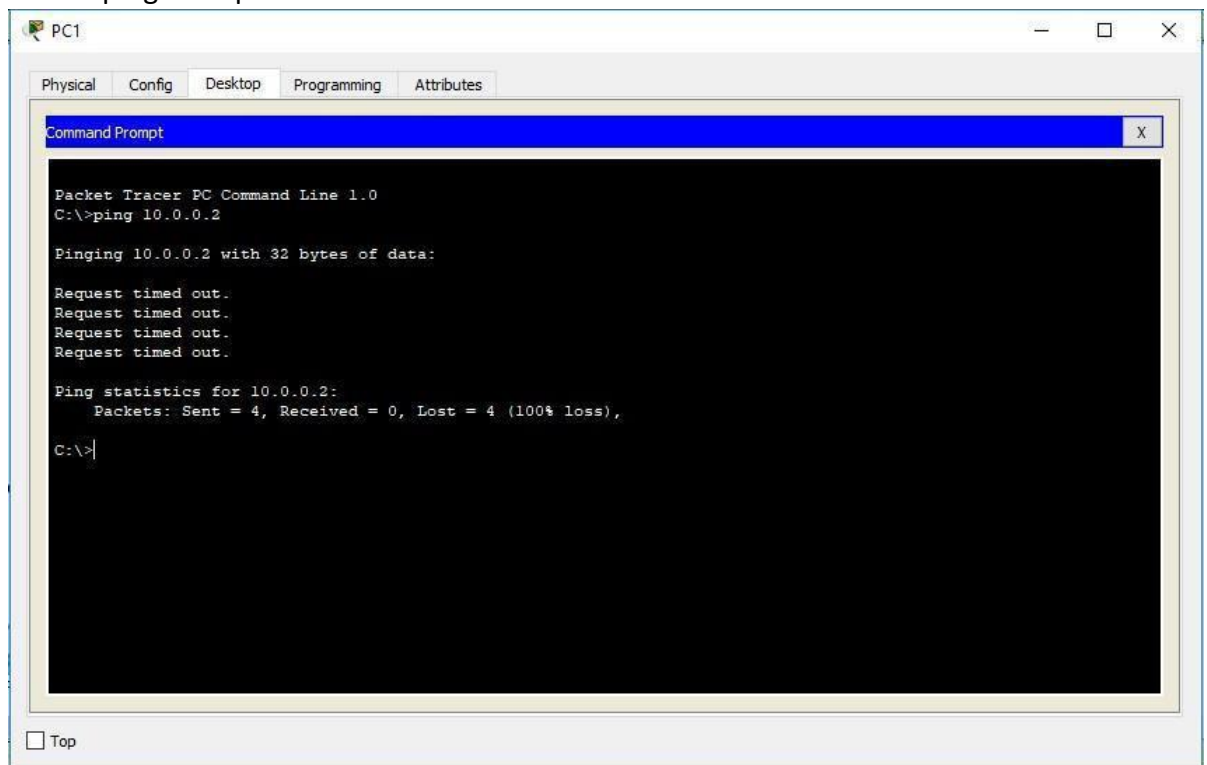 PC1
Physical Config Desktop Programming Attributes
Command Prompt
X
Packet Tracer PC Command Line 1.0
C:\>ping 10.0.0.2
Pinging 10.0.0.2 with 32 bytes of data:
Request timed out.
Request timed out.
Request timed out.
Request timed out.
Ping statistics for 10.0.0.2:
Packets: Sent = 4, Received = 0, Lost = 4 (100% loss),
C:\>
Top